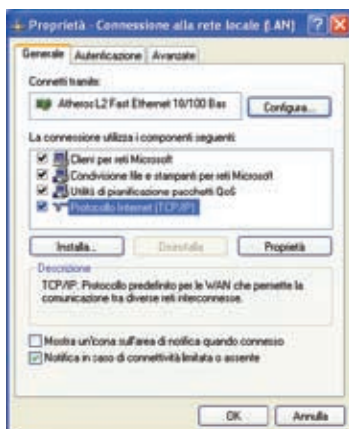 Proprietà - Connessione alla rete locale (LAN)
Generale Autenticazione Avanzate
Connetti tramite:
Atheros L2 Fast Ethernet 10/100 Bas
Configura...
La connessione utilizza i componenti seguenti:
Client per reti Microsoft
Condivisione file e stampanti per reti Microsoft
Utilità di pianificazione pacchetti QoS
Protocollo Internet (TCP/IP)
Installa... Disinstalla Proprietà
Descrizione
TCP/IP. Protocollo predefinito per le WAN che permette la
comunicazione tra diverse reti interconnesse.
Mostra un'icona sull'area di notifica quando connesso
Notifica in caso di connettività limitata o assente
OK Annulla